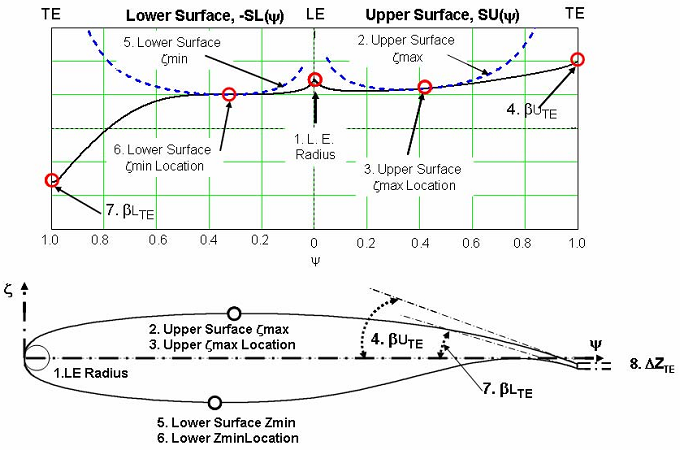 TE
Lower Surface, -SL(ψ)
LE
Upper Surface, SU(ψ)
TE
5. Lower Surface
ζmin
2. Upper Surface
ζmax
4. βUTE
6. Lower Surface
ζmin Location
1. L. E.
Radius
3. Upper Surface
ζmax Location
7. βLTE
1.0
0.8
0.6
0.4
0.2
0
0.2
0.4
0.6
0.8
1.0
ψ
ζ
2. Upper Surface ζmax
3. Upper ζmax Location
4. βUTE
ψ
1.LE Radius
7. βLTE
8. ΔZTE
5. Lower Surface Zmin
6. Lower ZminLocation